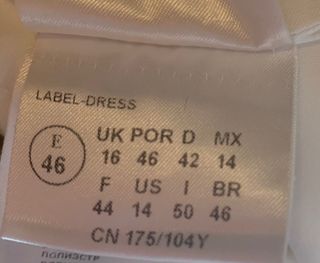 LABEL-DRESS
E
46
UK POR D MX
16 46 42 14
F US I BR
44 14 50 46
CN 175/104Y
ПОЛИЭСТР